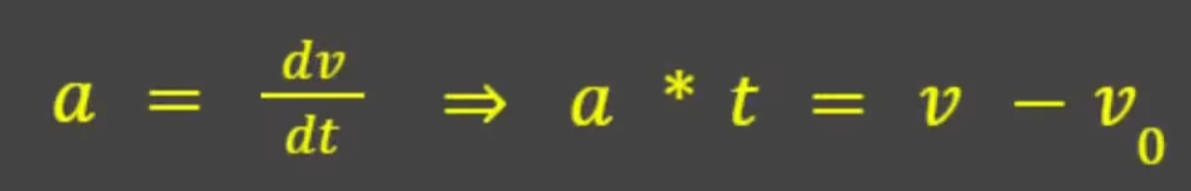 a = dv/dt ⇒ a * t = v − v₀